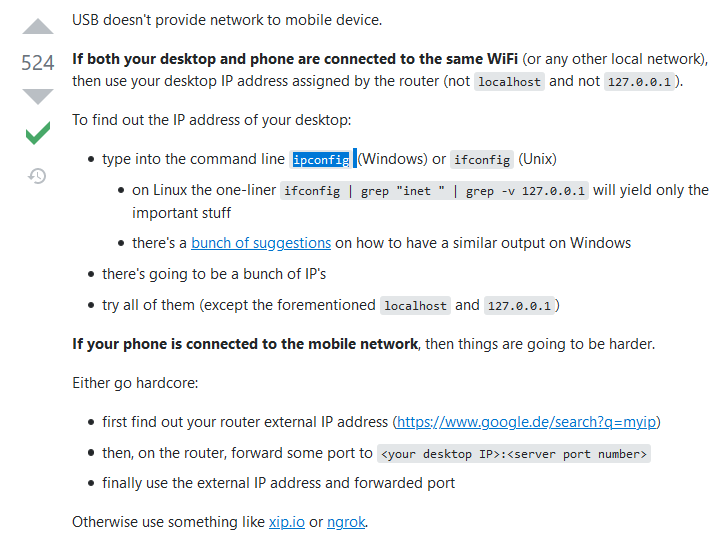 USB doesn't provide network to mobile device.
524
If both your desktop and phone are connected to the same WiFi (or any other local network),
then use your desktop IP address assigned by the router (not localhost and not 127.0.0.1).
To find out the IP address of your desktop:
• type into the command line ipconfig (Windows) or ifconfig (Unix)
• on Linux the one-liner ifconfig | grep "inet " | grep -v 127.0.0.1 will yield only the
important stuff
• there's a bunch of suggestions on how to have a similar output on Windows
• there's going to be a bunch of IP's
• try all of them (except the forementioned localhost and 127.0.0.1)
If your phone is connected to the mobile network, then things are going to be harder.
Either go hardcore:
• first find out your router external IP address (https://www.google.de/search?q=myip)
• then, on the router, forward some port to <your desktop IP>:<server port number>
• finally use the external IP address and forwarded port
Otherwise use something like xip.io or ngrok.